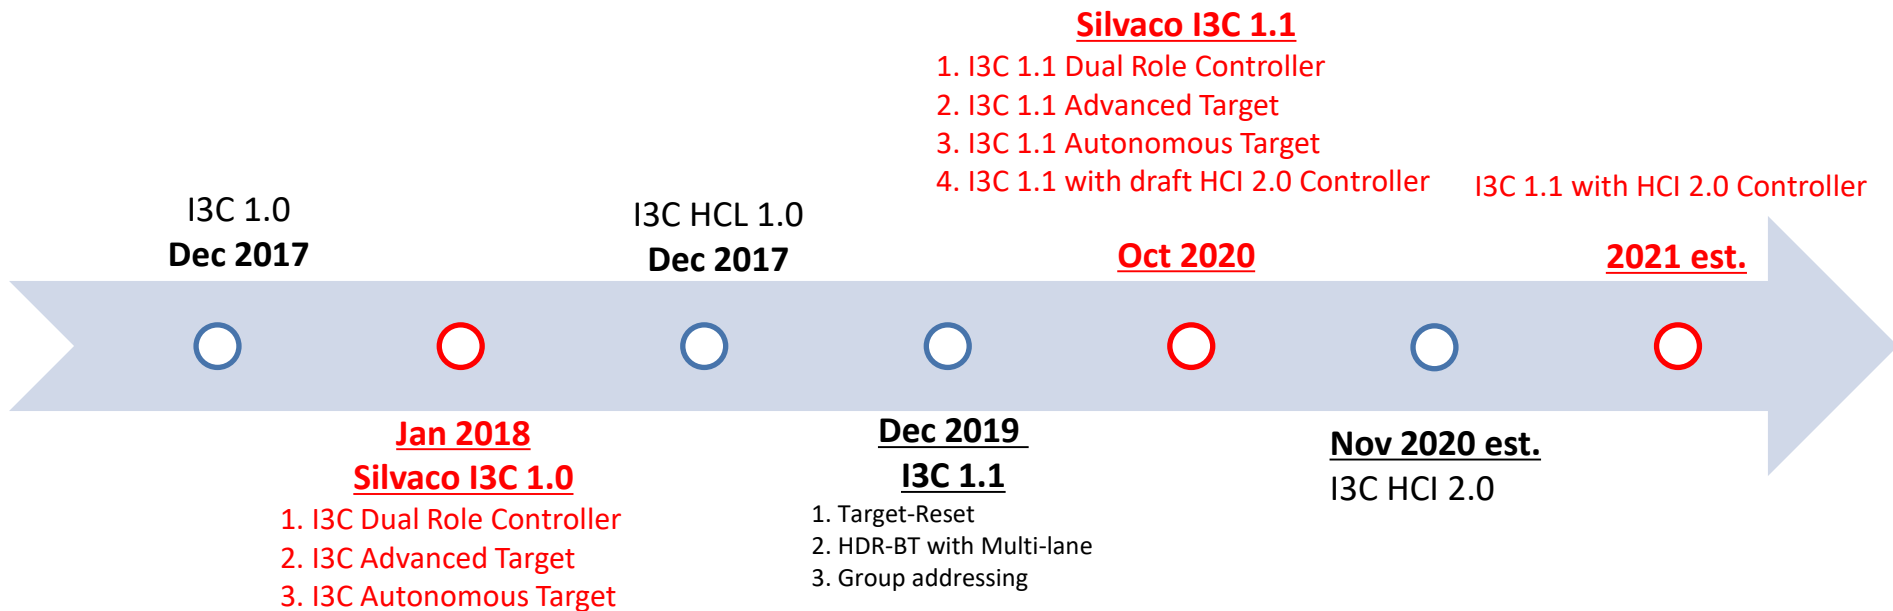 Silvaco I3C 1.1
1. I3C 1.1 Dual Role Controller
2. I3C 1.1 Advanced Target
3. I3C 1.1 Autonomous Target
4. I3C 1.1 with draft HCI 2.0 Controller
I3C 1.1 with HCI 2.0 Controller
I3C 1.0
Dec 2017
I3C HCL 1.0
Dec 2017
Oct 2020
2021 est.
Jan 2018
Silvaco I3C 1.0
1. I3C Dual Role Controller
2. I3C Advanced Target
3. I3C Autonomous Target
Dec 2019
I3C 1.1
1. Target-Reset
2. HDR-BT with Multi-lane
3. Group addressing
Nov 2020 est.
I3C HCI 2.0